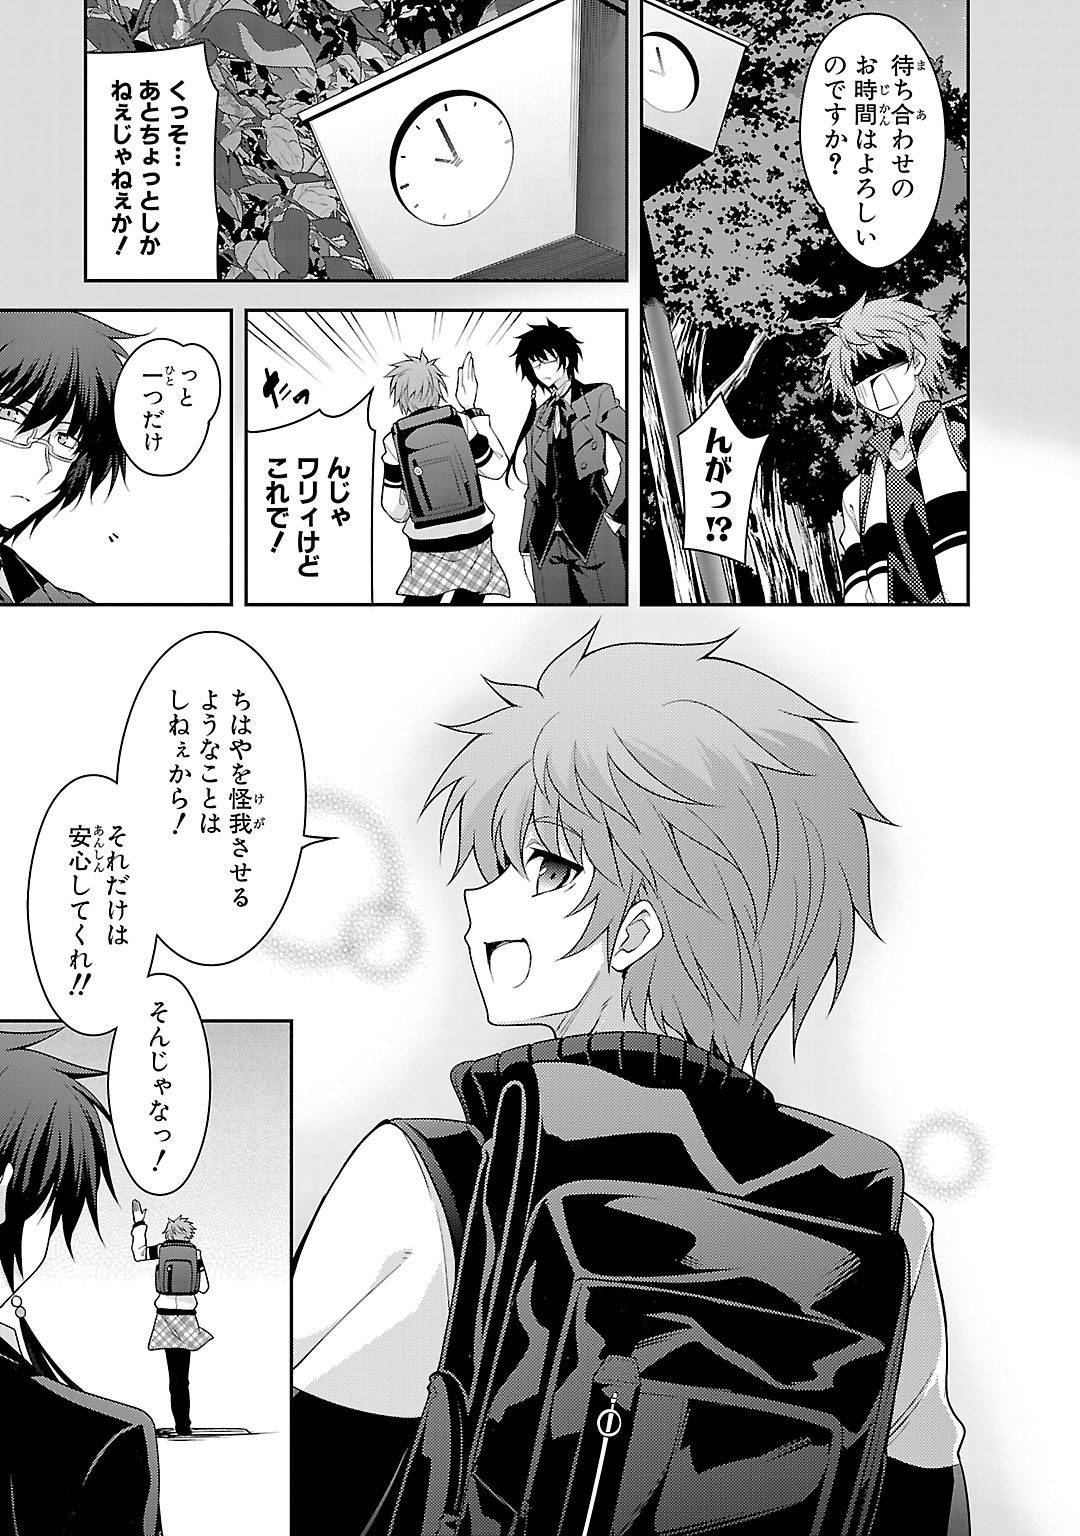 待ち合わせの
お時間はよろしい
のですか？
んがっ!?
くっそ…
あとちょっとしか
ねぇじゃねぇか！
んじゃ
ワリィけど
これで！
だっ
っと
一つだけ
ちはやを怪我させる
ようなことは
しねぇから！
それだけは
安心してくれ!!
そんじゃなっ！